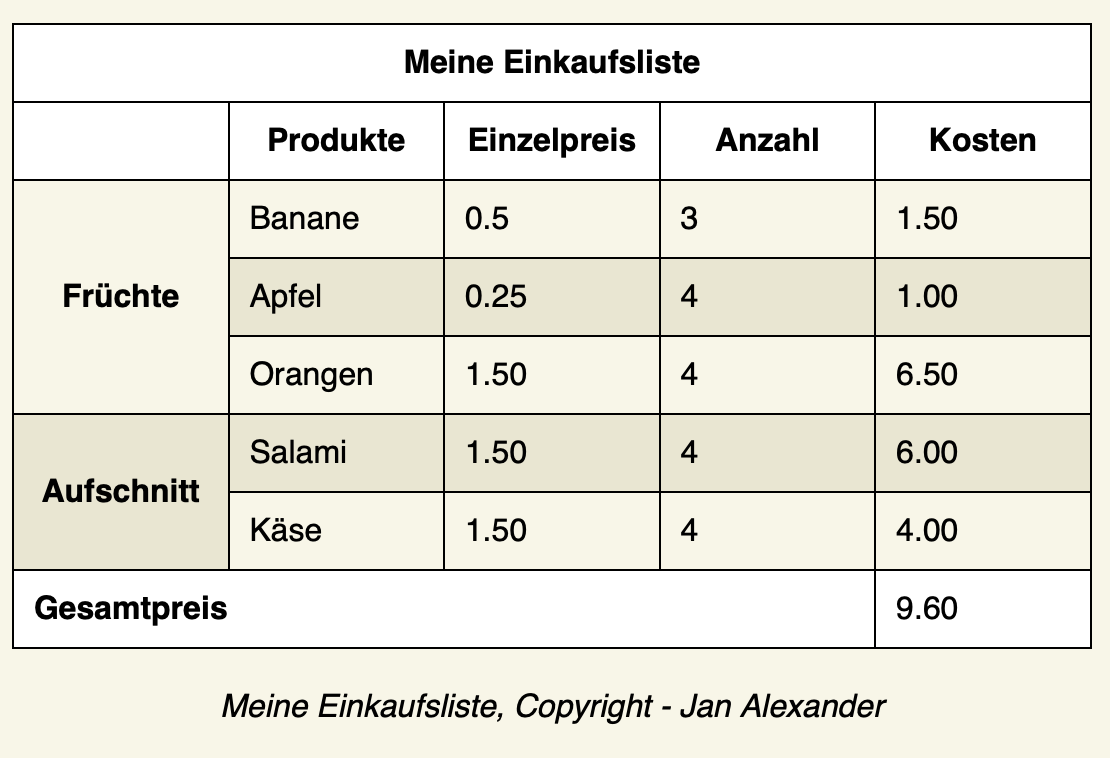 Meine Einkaufsliste
Produkte Einzelpreis Anzahl Kosten
Früchte
Banane 0.5 3 1.50
Apfel 0.25 4 1.00
Orangen 1.50 4 6.50
Aufschnitt
Salami 1.50 4 6.00
Käse 1.50 4 4.00
Gesamtpreis 9.60
Meine Einkaufsliste, Copyright - Jan Alexander